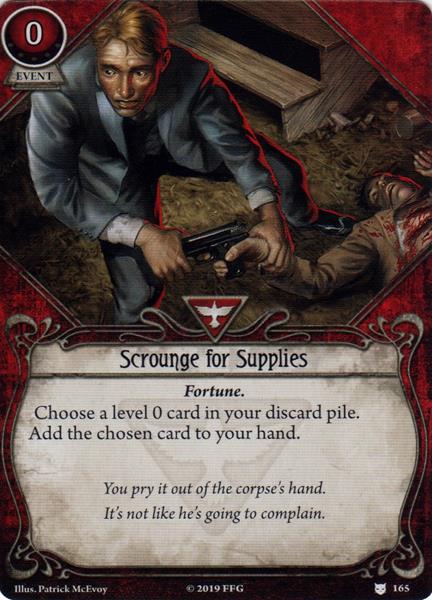 0
EVENT
Scrounge for Supplies
Fortune.
Choose a level 0 card in your discard pile.
Add the chosen card to your hand.
You pry it out of the corpse's hand.
It's not like he's going to complain.
Illus. Patrick McEvoy © 2019 FFG 165